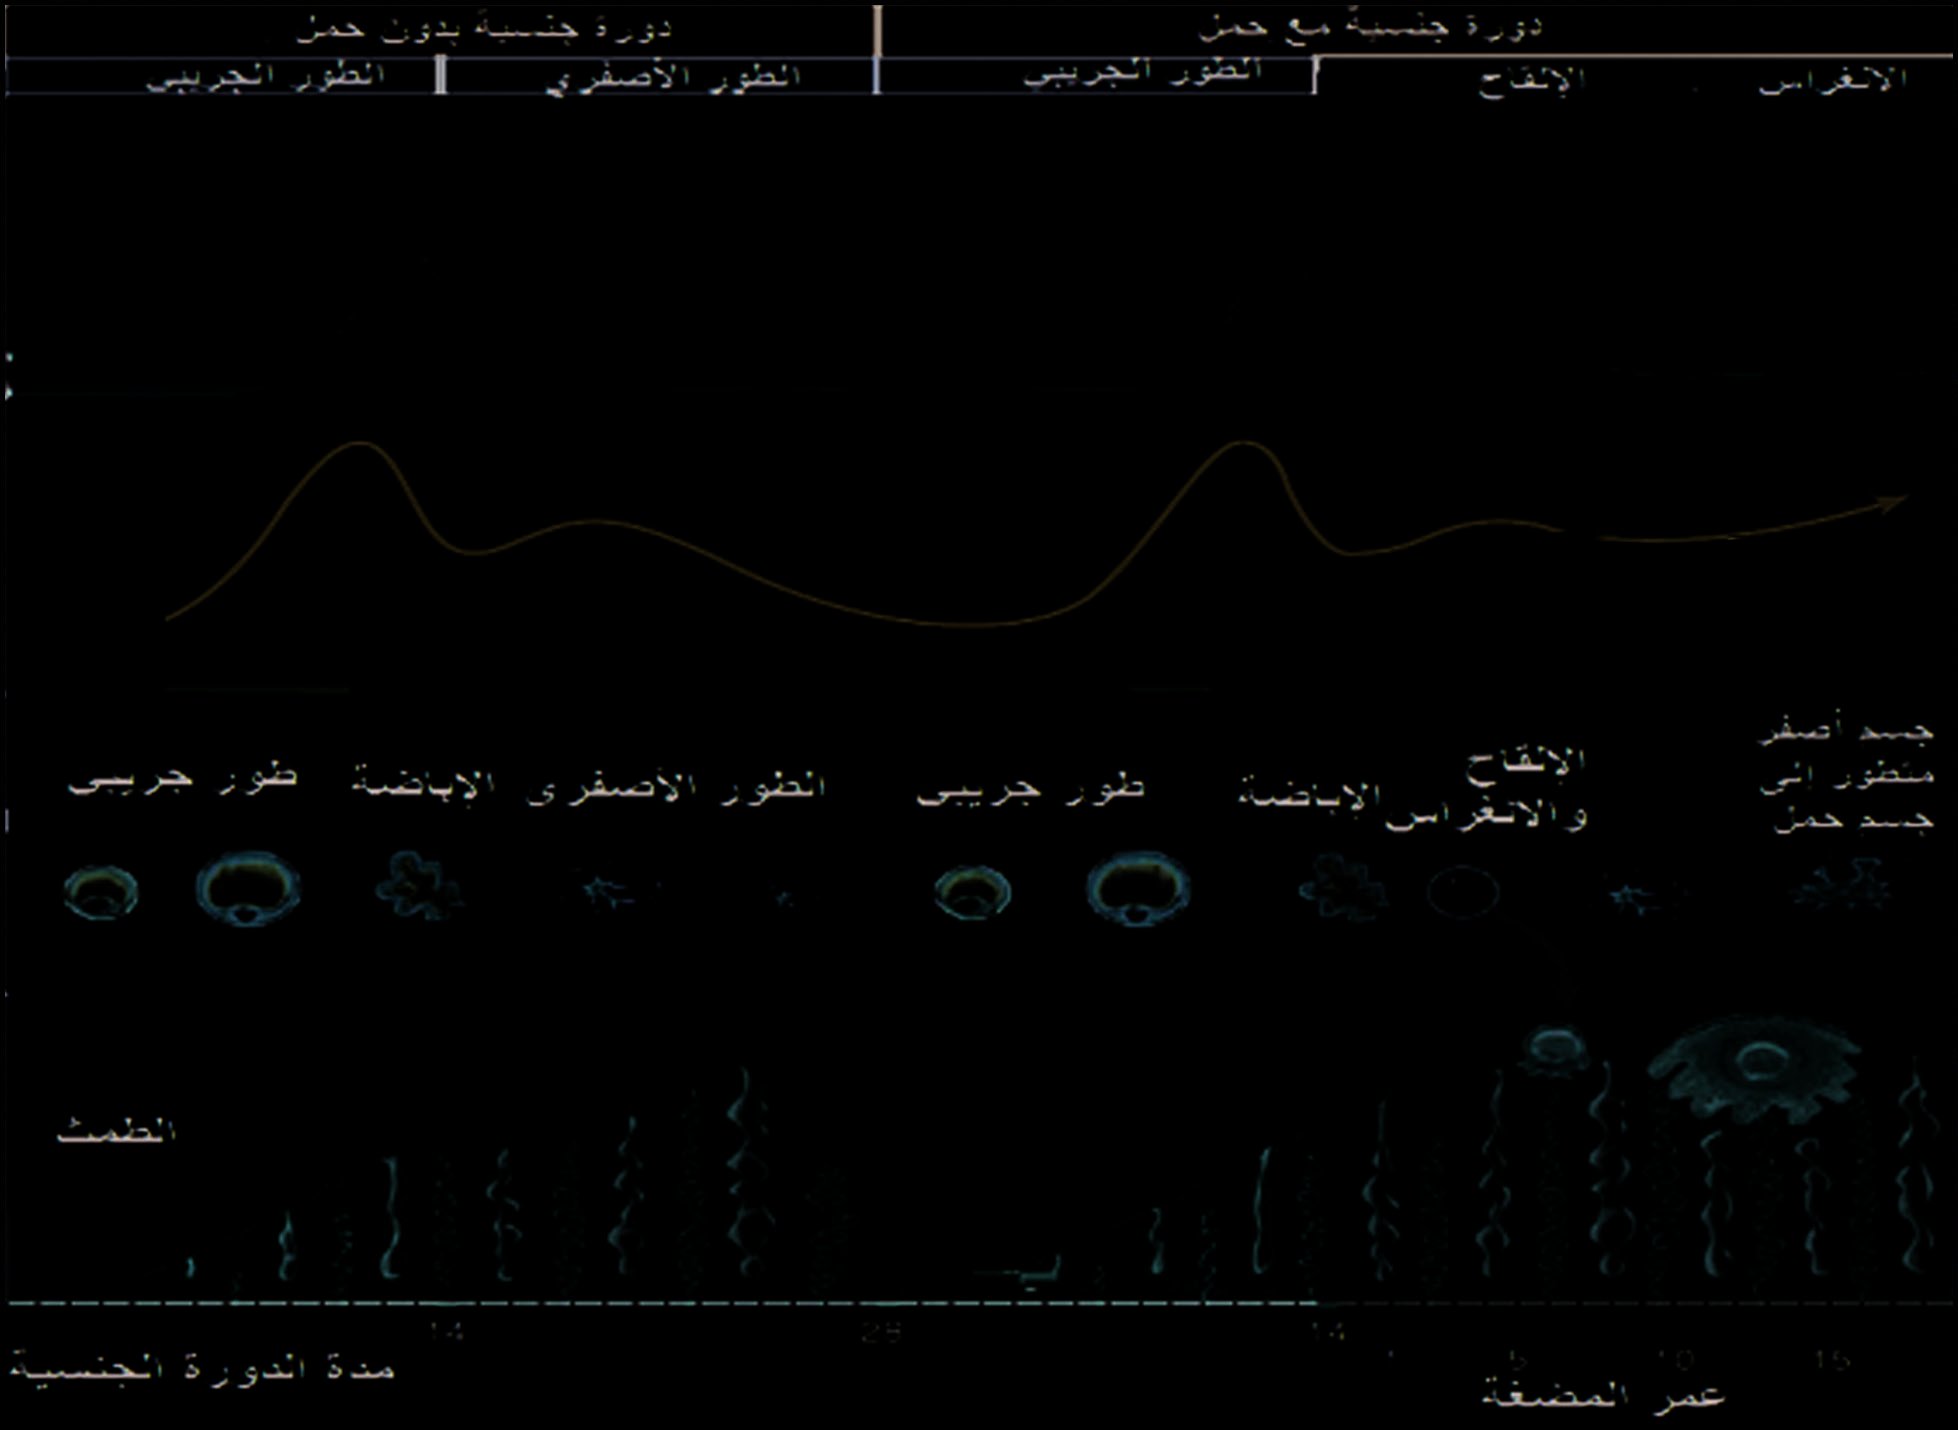 دورة جنسية مع حمل
دورة جنسية بدون حمل
الانغراس
الإلقاح
الطور الجريبي
الطور الأصفري
الطور الجريبي
جسد أصفر
متطور إلى
جسد حمل
الإلقاح
والانغراس
الإباضة
طور جريبي
الطور الأصفري
الإباضة
طور جريبي
الطمث
14
28
14
5
10
15
مدة الدورة الجنسية
عمر المضغة